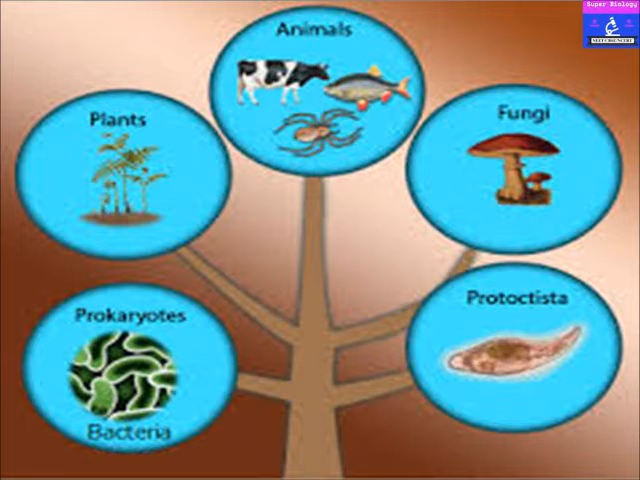 Super Biology
Animals
Plants
Fungi
Prokaryotes
Bacteria
Protoctista